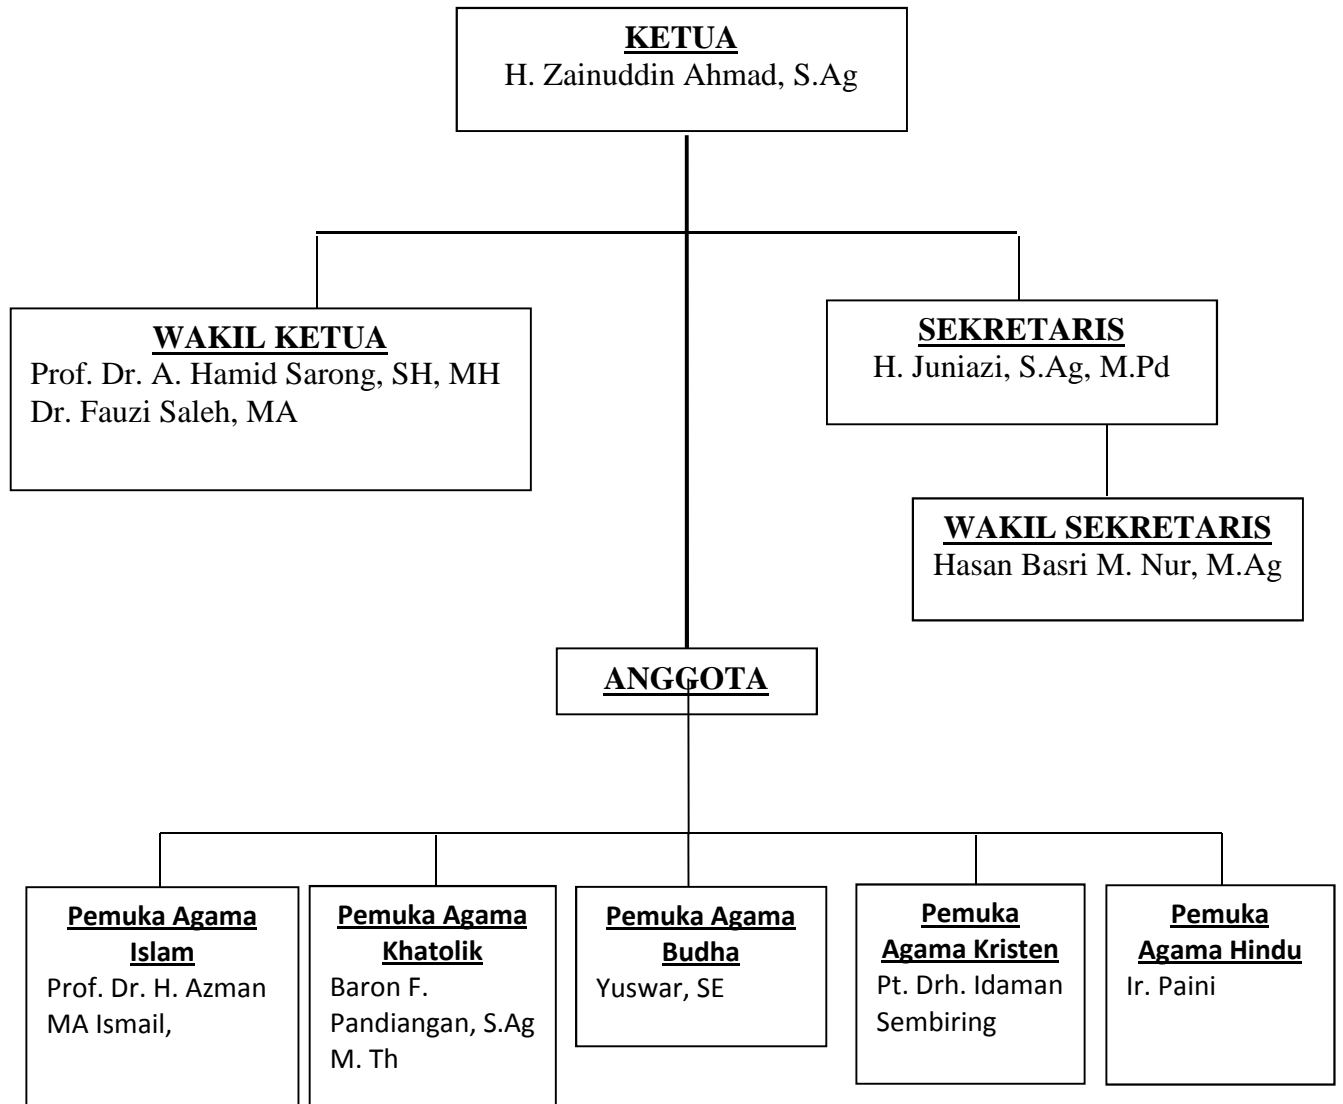 KETUA
H. Zainuddin Ahmad, S.Ag
WAKIL KETUA
Prof. Dr. A. Hamid Sarong, SH, MH
Dr. Fauzi Saleh, MA
SEKRETARIS
H. Juniazi, S.Ag, M.Pd
WAKIL SEKRETARIS
Hasan Basri M. Nur, M.Ag
ANGGOTA
Pemuka Agama
Islam
Prof. Dr. H. Azman
MA Ismail,
Pemuka Agama
Khatolik
Baron F.
Pandiangan, S.Ag
M. Th
Pemuka Agama
Budha
Yuswar, SE
Pemuka
Agama Kristen
Pt. Drh. Idaman
Sembiring
Pemuka
Agama Hindu
Ir. Paini